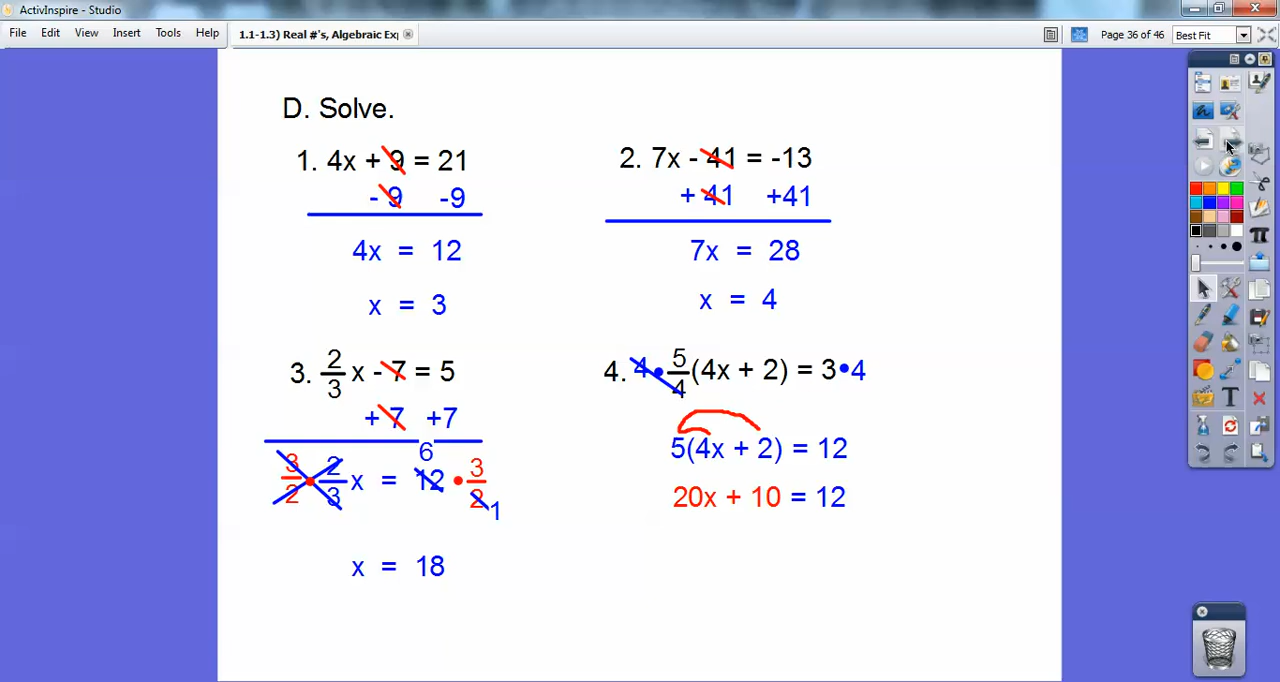 ActivInspire - Studio
File Edit View Insert Tools Help
1.1-1.3) Real #'s, Algebraic Exp
Page 36 of 46
Best Fit
D. Solve.
1. 4x + 9 = 21
- 9 -9
4x = 12
x = 3
2. 7x - 41 = -13
+ 41 +41
7x = 28
x = 4
3. 2/3 x - 7 = 5
+ 7 +7
3/2 • 2/3 x = 12 • 3/2
6
1
x = 18
4. 4 • 5/4 (4x + 2) = 3 • 4
5(4x + 2) = 12
20x + 10 = 12